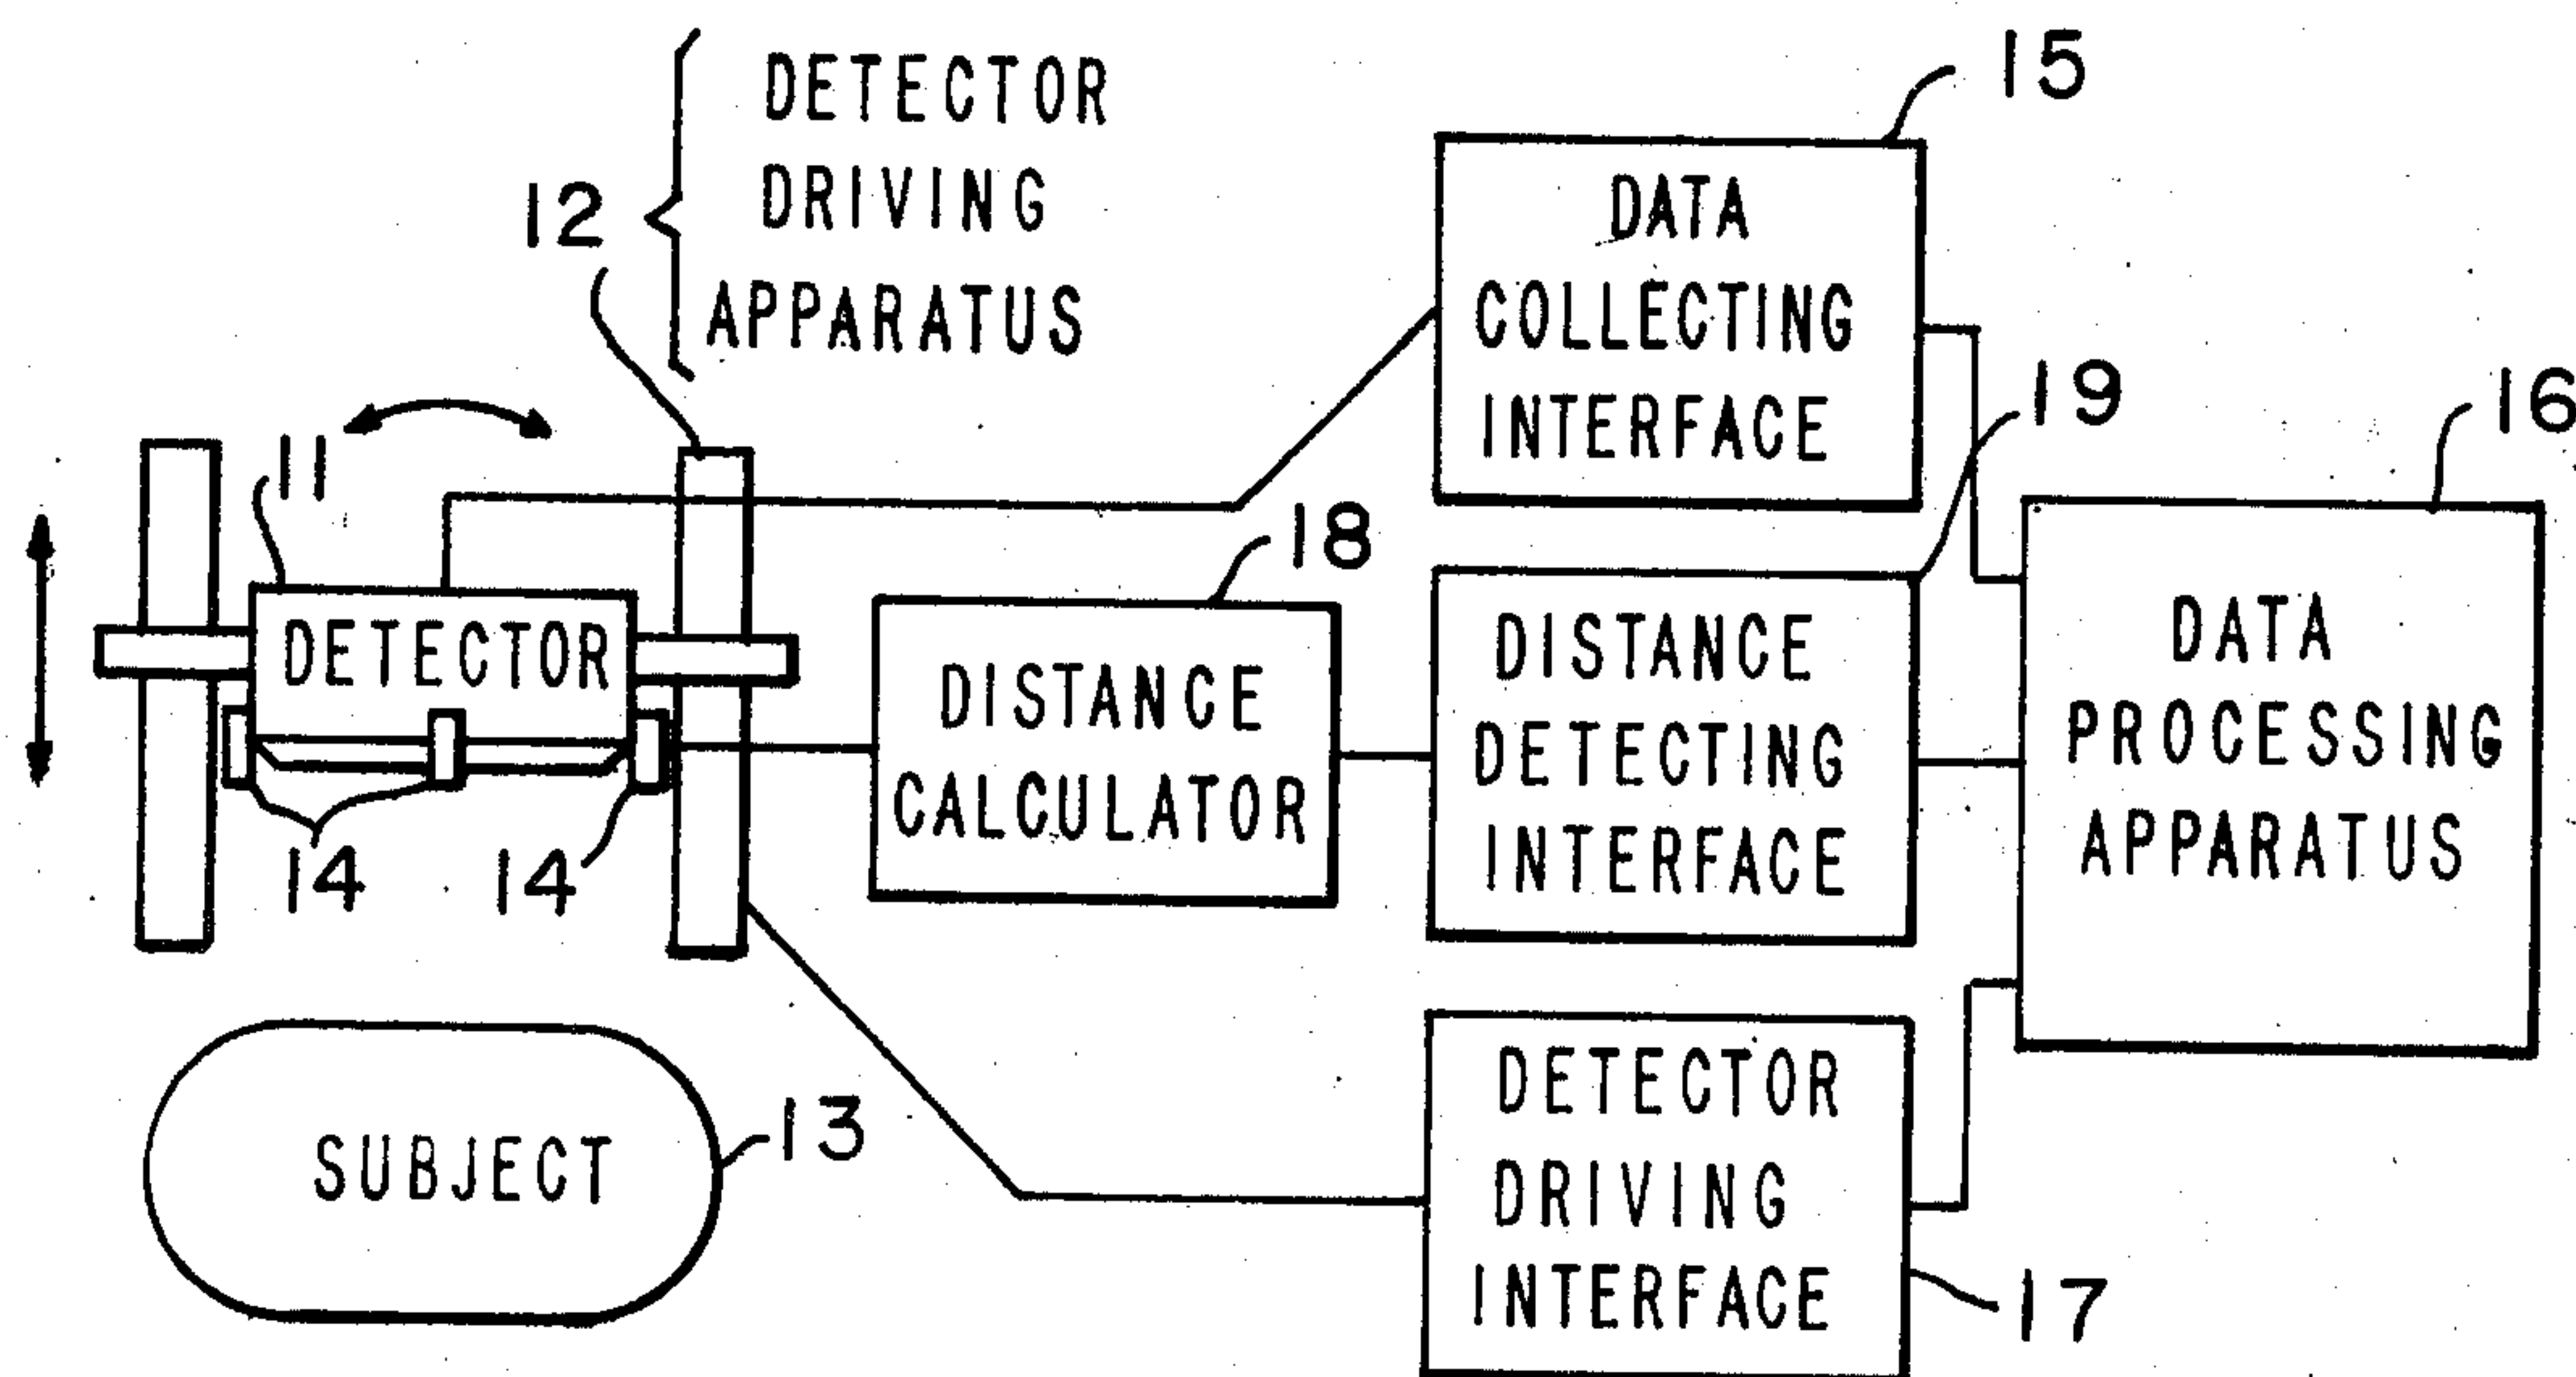 DETECTOR
DRIVING
APPARATUS
12
15
DATA
COLLECTING
INTERFACE
19
16
11
18
DETECTOR
DISTANCE
CALCULATOR
DISTANCE
DETECTING
INTERFACE
DATA
PROCESSING
APPARATUS
14
14
SUBJECT
13
DETECTOR
DRIVING
INTERFACE
17